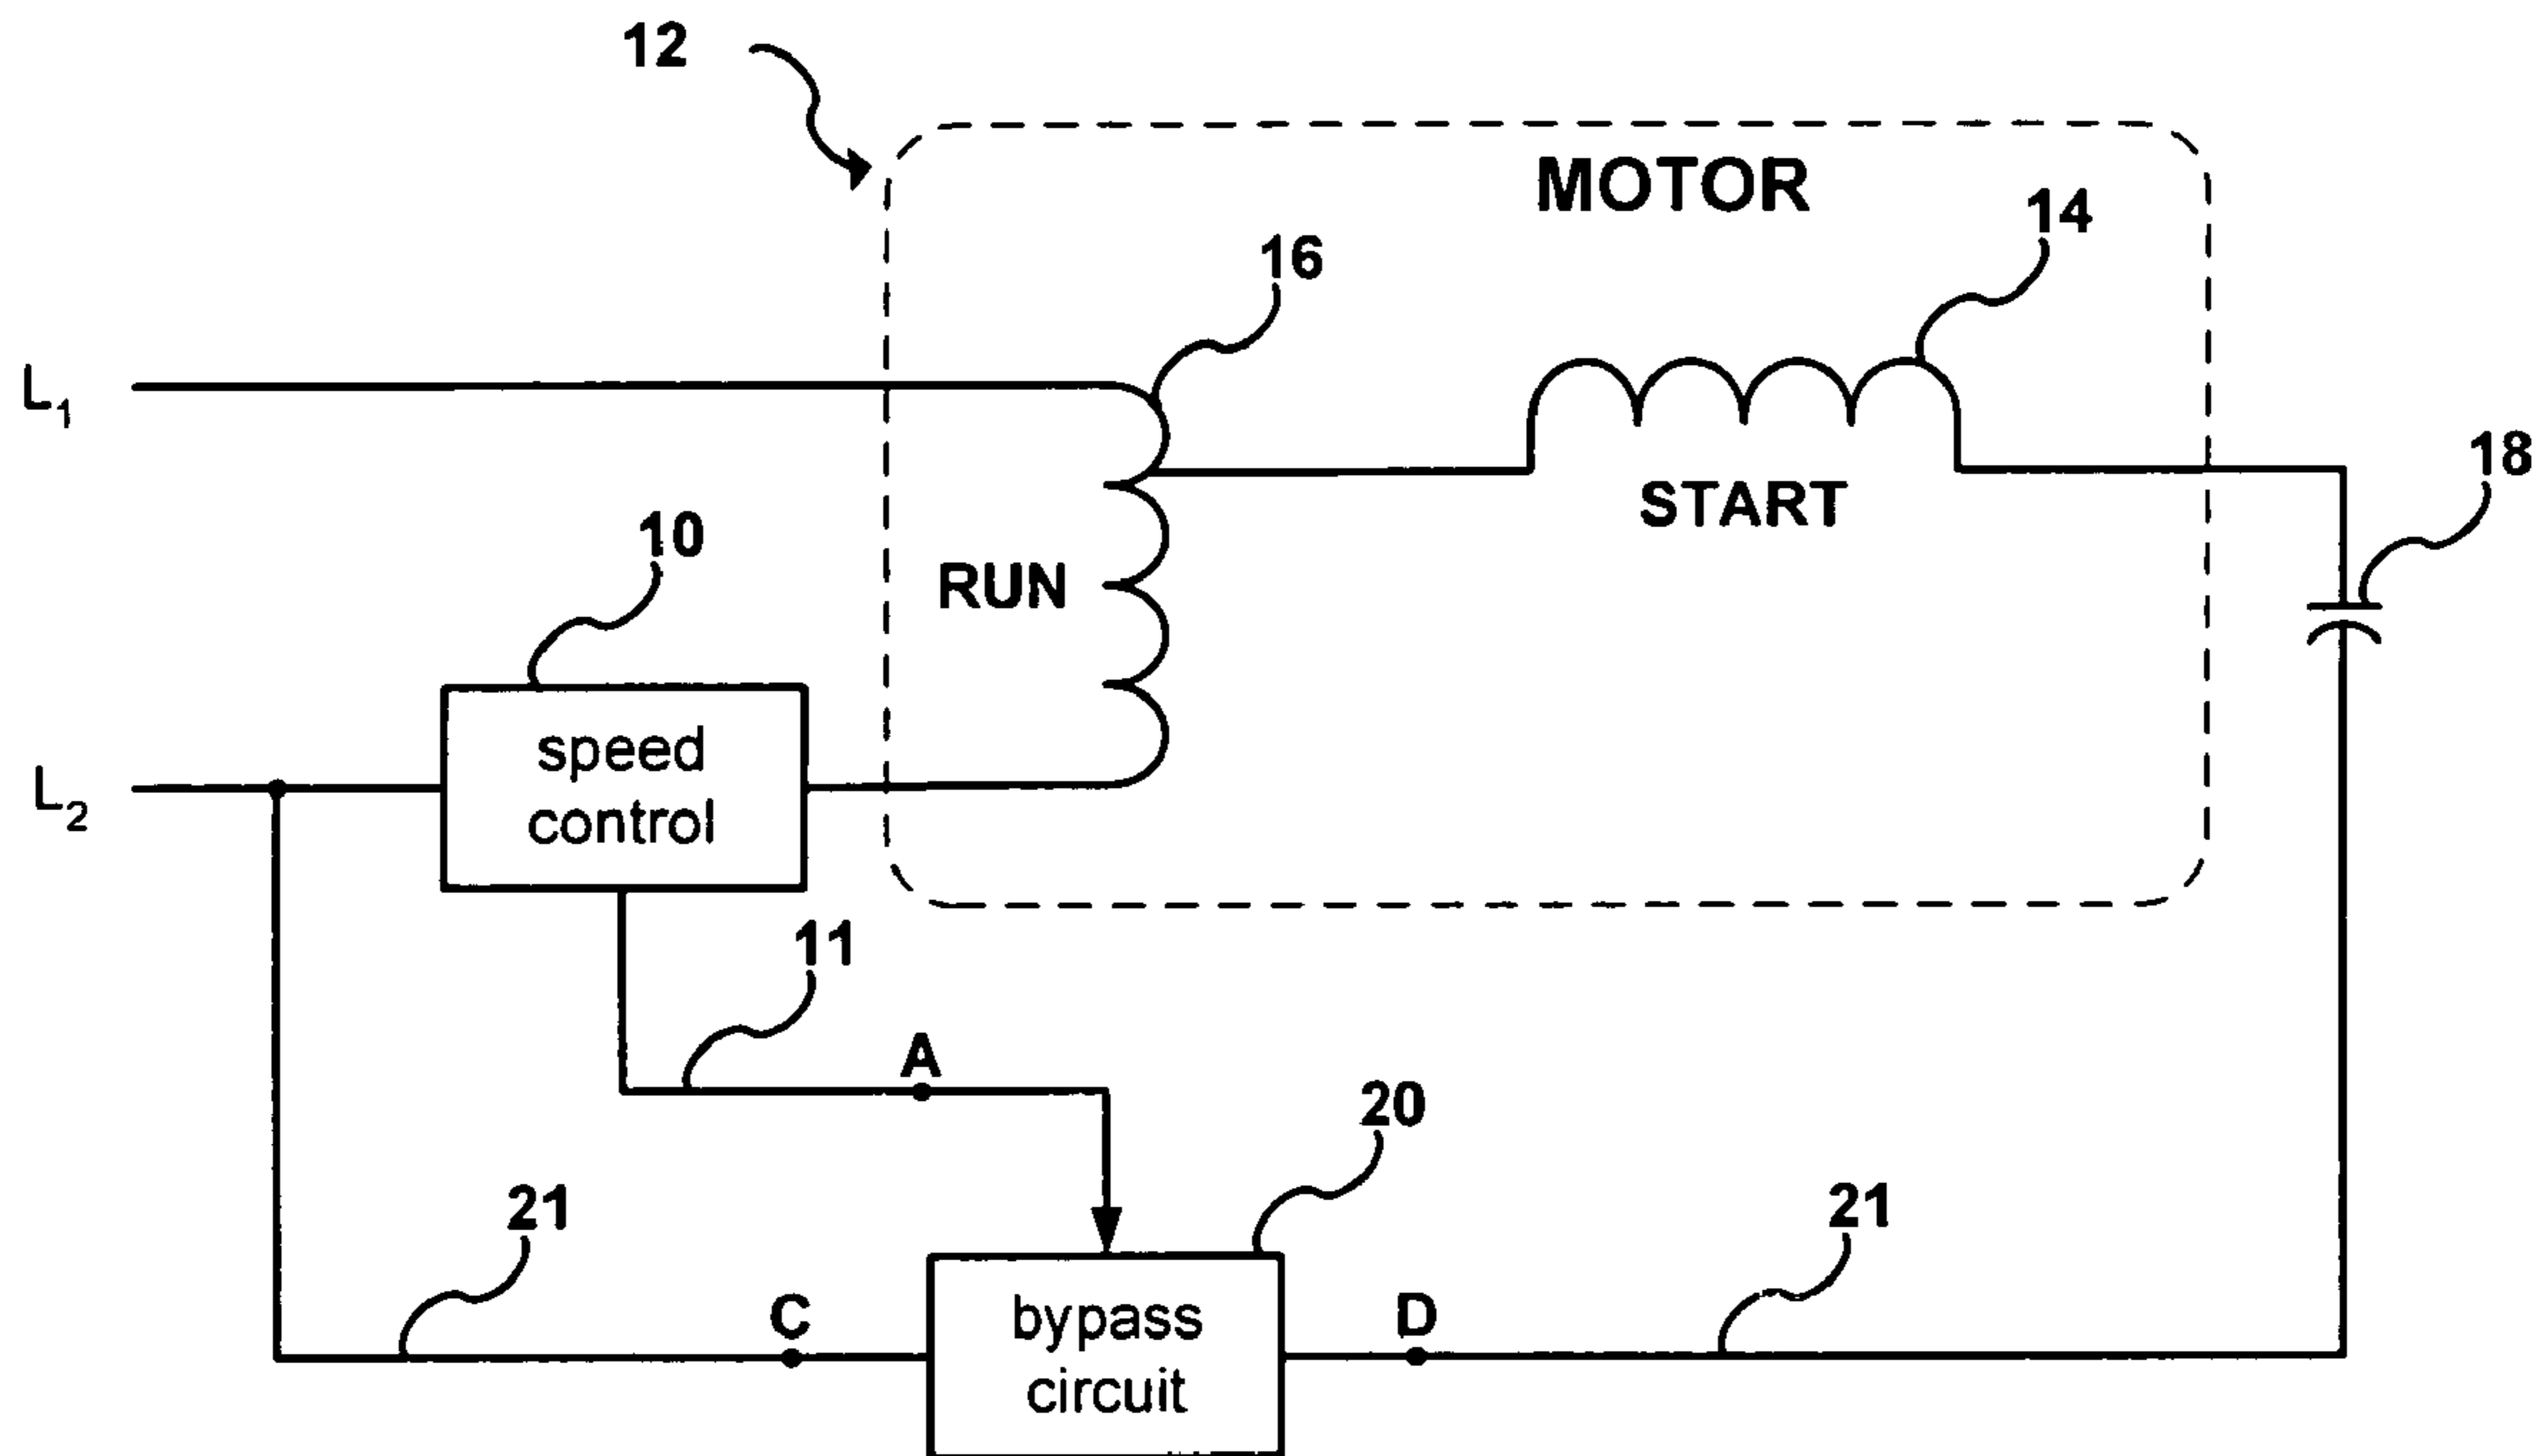 12
MOTOR
14
16
L₁
18
START
10
RUN
speed
control
L₂
11
A
20
21
21
C
D
bypass
circuit